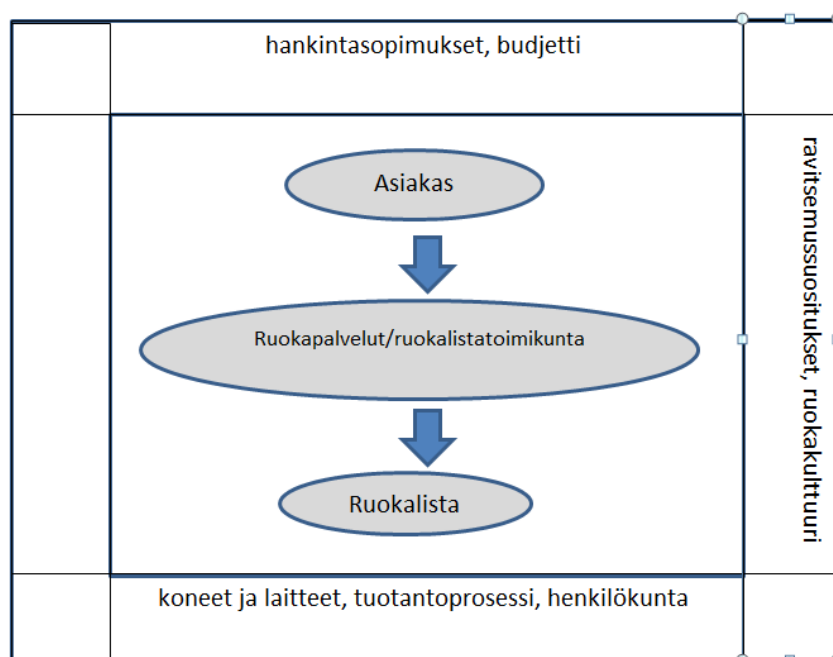 hankintasopimukset, budjetti
Asiakas
Ruokapalvelut/ruokalistatoimikunta
Ruokalista
ravitsemussuositukset, ruokakulttuuri
koneet ja laitteet, tuotantoprosessi, henkilökunta